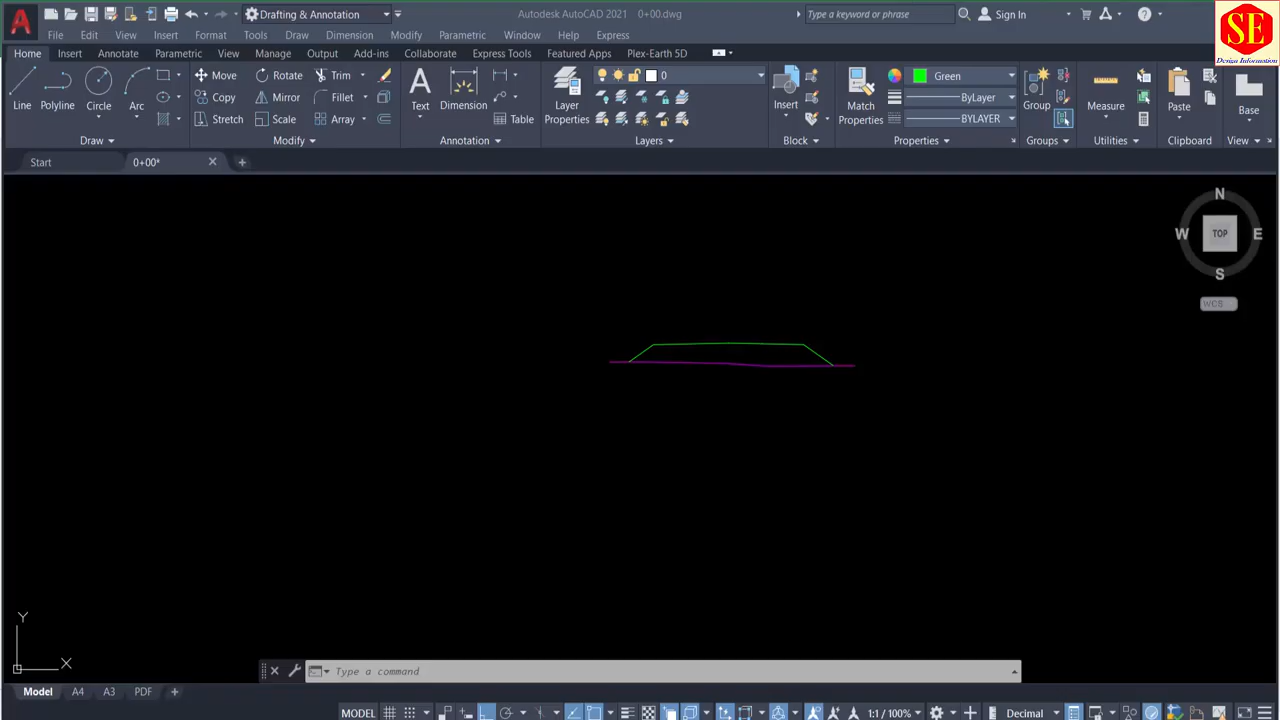 Drafting & Annotation
Autodesk AutoCAD 2021 0+00.dwg
Type a keyword or phrase
Sign In
SE
Design Information
File Edit View Insert Format Tools Draw Dimension Modify Parametric Window Help Express
Home Insert Annotate Parametric View Manage Output Add-ins Collaborate Express Tools Featured Apps Plex-Earth 5D
Line Polyline Circle Arc
Move Rotate Trim
Copy Mirror Fillet
Stretch Scale Array
Text Dimension Table
Layer Properties
0
Insert
Match Properties
Green
ByLayer
BYLAYER
Group
Measure
Paste
Base
Draw Modify Annotation Layers Block Properties Groups Utilities Clipboard View
Start 0+00*
N
W TOP E
S
WCS
Y
X
Type a command
Model A4 A3 PDF
MODEL 1:1 / 100% Decimal